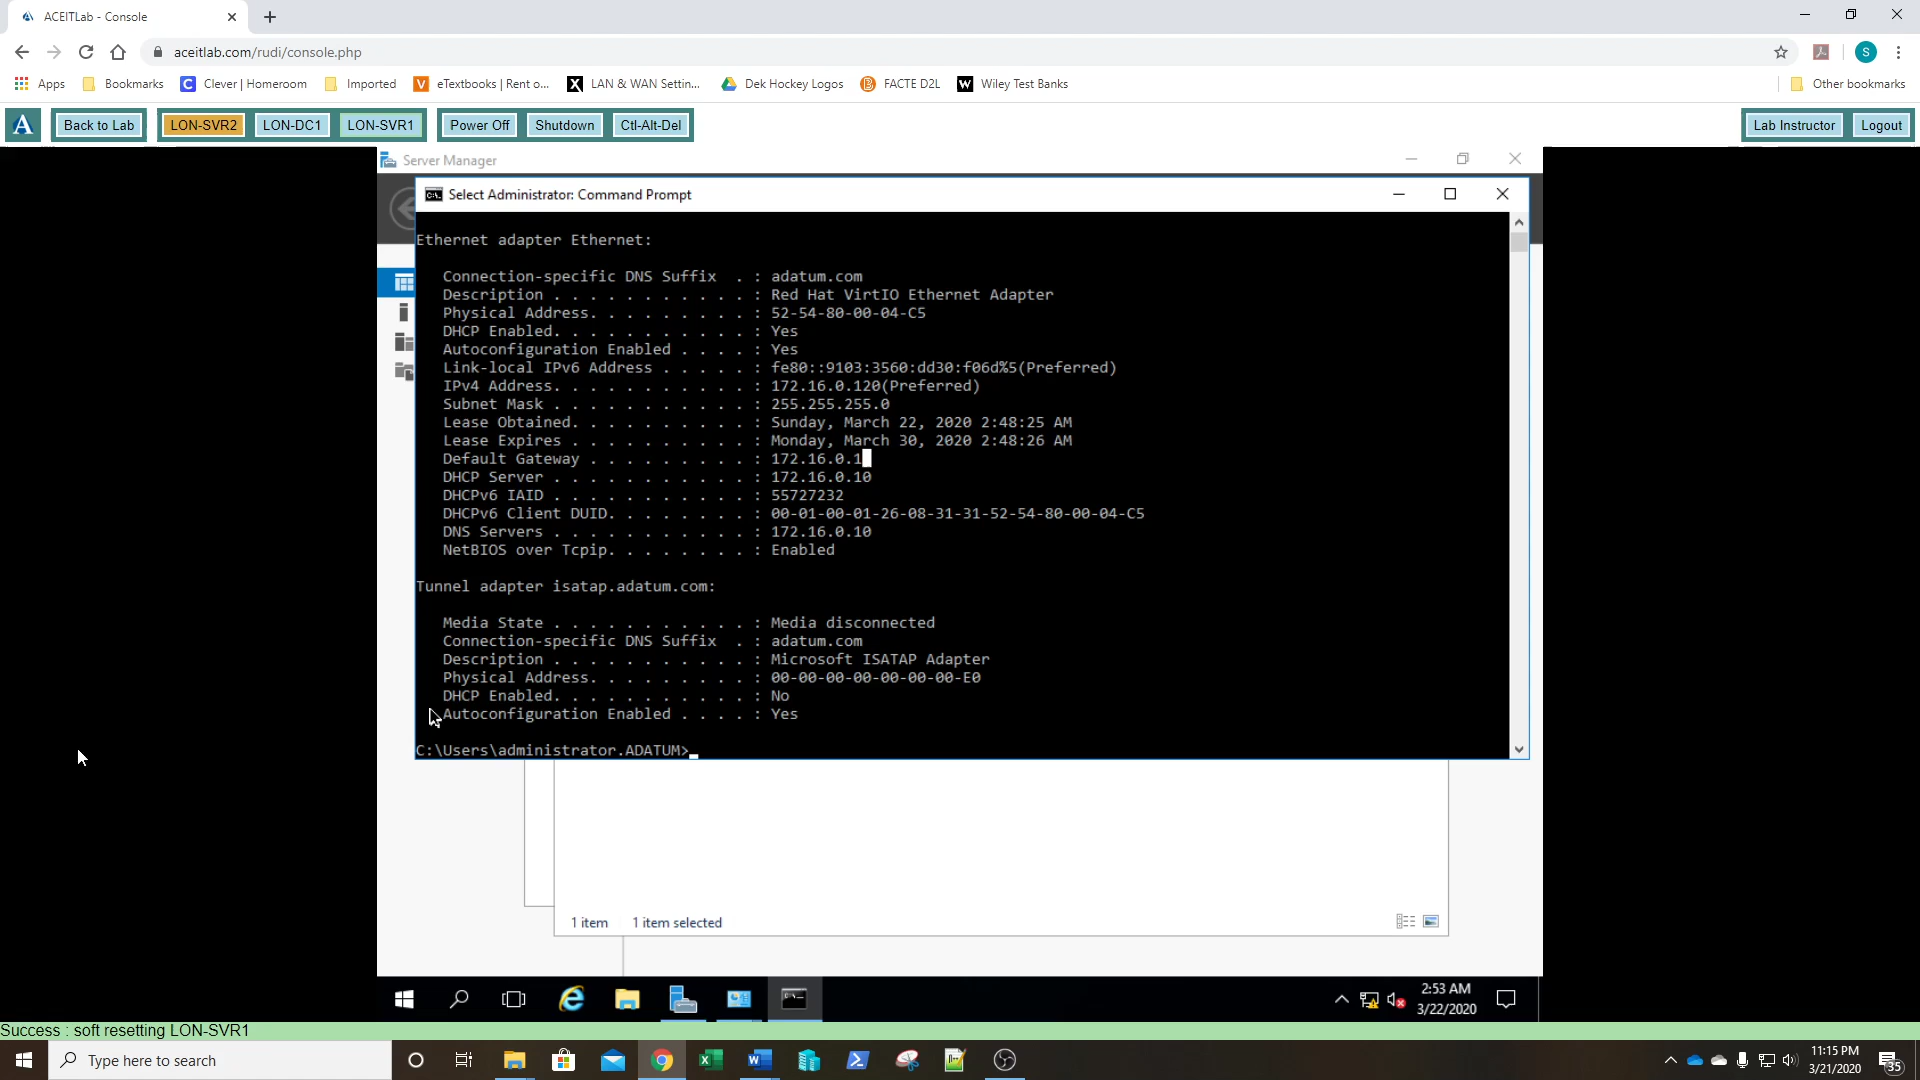 ACEITLab - Console
aceitlab.com/rudi/console.php
S
Apps Bookmarks Clever | Homeroom Imported eTextbooks | Rent o... LAN & WAN Settin... Dek Hockey Logos FACTE D2L Wiley Test Banks Other bookmarks
Back to Lab LON-SVR2 LON-DC1 LON-SVR1 Power Off Shutdown Ctl-Alt-Del Lab Instructor Logout
Server Manager
Select Administrator: Command Prompt
Ethernet adapter Ethernet:
Connection-specific DNS Suffix . : adatum.com
Description . . . . . . . . . . . : Red Hat VirtIO Ethernet Adapter
Physical Address. . . . . . . . . : 52-54-80-00-04-C5
DHCP Enabled. . . . . . . . . . . : Yes
Autoconfiguration Enabled . . . . : Yes
Link-local IPv6 Address . . . . . : fe80::9103:3560:dd30:f06d%5(Preferred)
IPv4 Address. . . . . . . . . . . : 172.16.0.120(Preferred)
Subnet Mask . . . . . . . . . . . : 255.255.255.0
Lease Obtained. . . . . . . . . . : Sunday, March 22, 2020 2:48:25 AM
Lease Expires . . . . . . . . . . : Monday, March 30, 2020 2:48:26 AM
Default Gateway . . . . . . . . . : 172.16.0.1
DHCP Server . . . . . . . . . . . : 172.16.0.10
DHCPv6 IAID . . . . . . . . . . . : 55727232
DHCPv6 Client DUID. . . . . . . . : 00-01-00-01-26-08-31-31-52-54-80-00-04-C5
DNS Servers . . . . . . . . . . . : 172.16.0.10
NetBIOS over Tcpip. . . . . . . . : Enabled
Tunnel adapter isatap.adatum.com:
Media State . . . . . . . . . . . : Media disconnected
Connection-specific DNS Suffix . : adatum.com
Description . . . . . . . . . . . : Microsoft ISATAP Adapter
Physical Address. . . . . . . . . : 00-00-00-00-00-00-00-E0
DHCP Enabled. . . . . . . . . . . : No
Autoconfiguration Enabled . . . . : Yes
C:\Users\administrator.ADATUM>
1 item 1 item selected
2:53 AM
3/22/2020
Success : soft resetting LON-SVR1
Type here to search
11:15 PM
3/21/2020
35